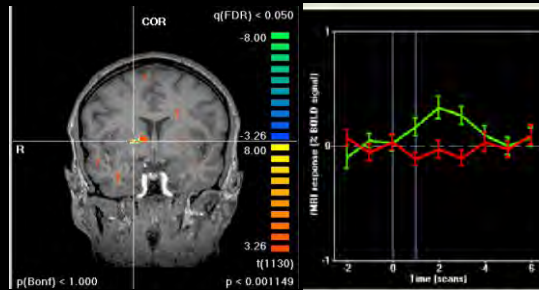 COR
q(FDR) < 0.050
-8.00
-3.26
8.00
3.26
R
t(1130)
p(Bonf) < 1.000
p < 0.001149
fMRI response [% BOLD signal]
1
0
-1
-2
0
2
4
6
Time [scans]